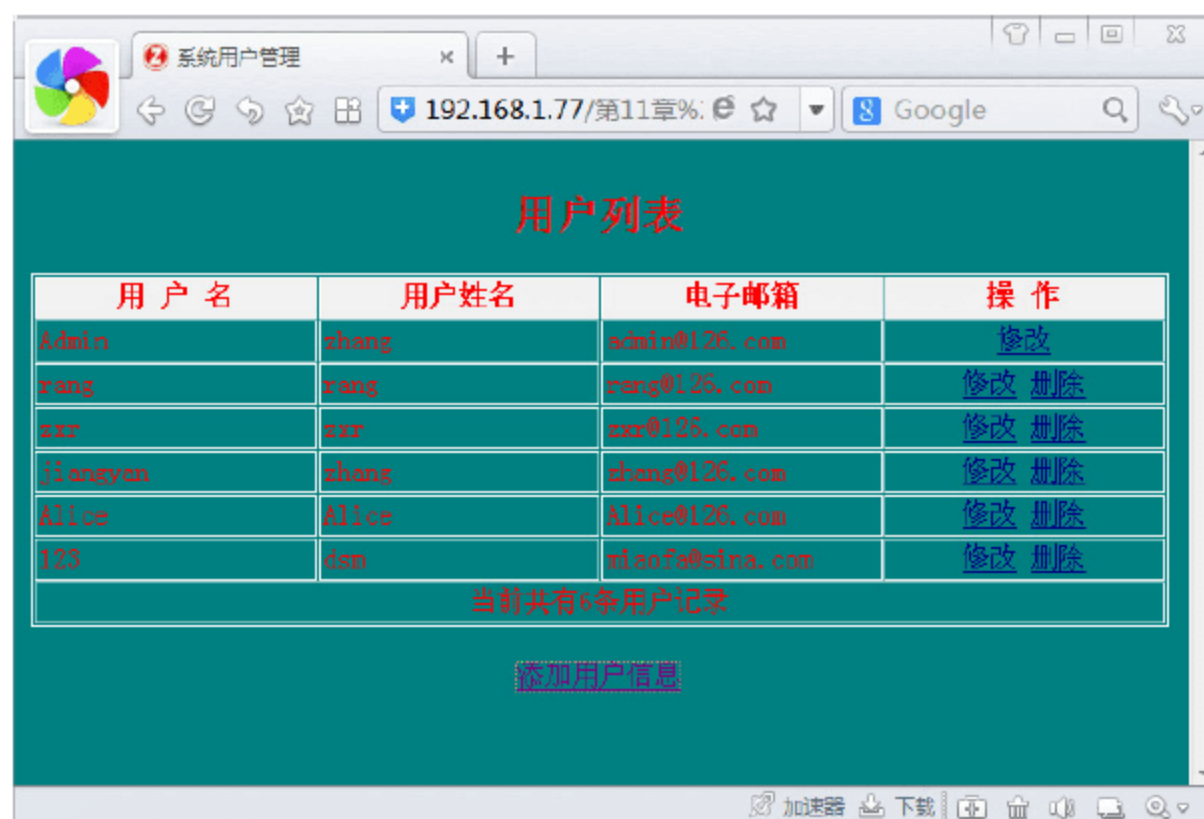 系统用户管理
192.168.1.77/第11章%: Google
用户列表
用 户 名 用户姓名 电子邮箱 操 作
Admin zhang admin@126.com 修改
rang rang rang@126.com 修改 删除
zxr zxr zxr@126.com 修改 删除
jiangyan zhang zhang@126.com 修改 删除
Alice Alice Alice@126.com 修改 删除
123 dsm miaofa@sina.com 修改 删除
当前共有6条用户记录
添加用户信息
加速器 下载